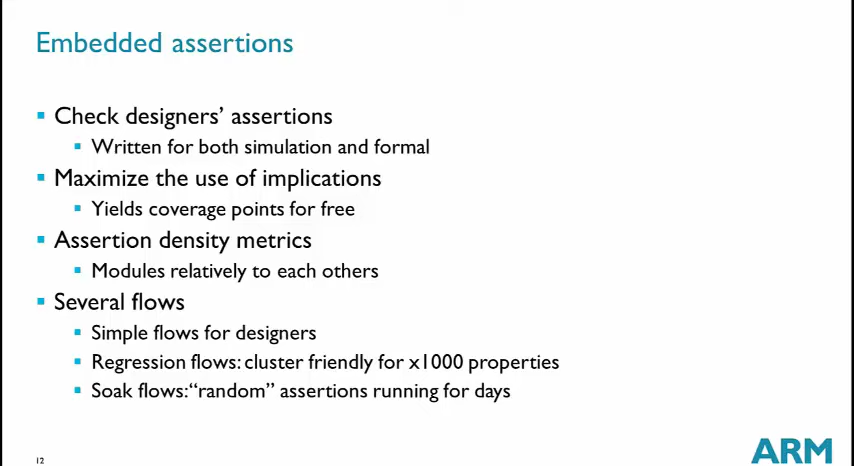 Embedded assertions
▪ Check designers’ assertions
▪ Written for both simulation and formal
▪ Maximize the use of implications
▪ Yields coverage points for free
▪ Assertion density metrics
▪ Modules relatively to each others
▪ Several flows
▪ Simple flows for designers
▪ Regression flows: cluster friendly for x1000 properties
▪ Soak flows:“random” assertions running for days
12
ARM